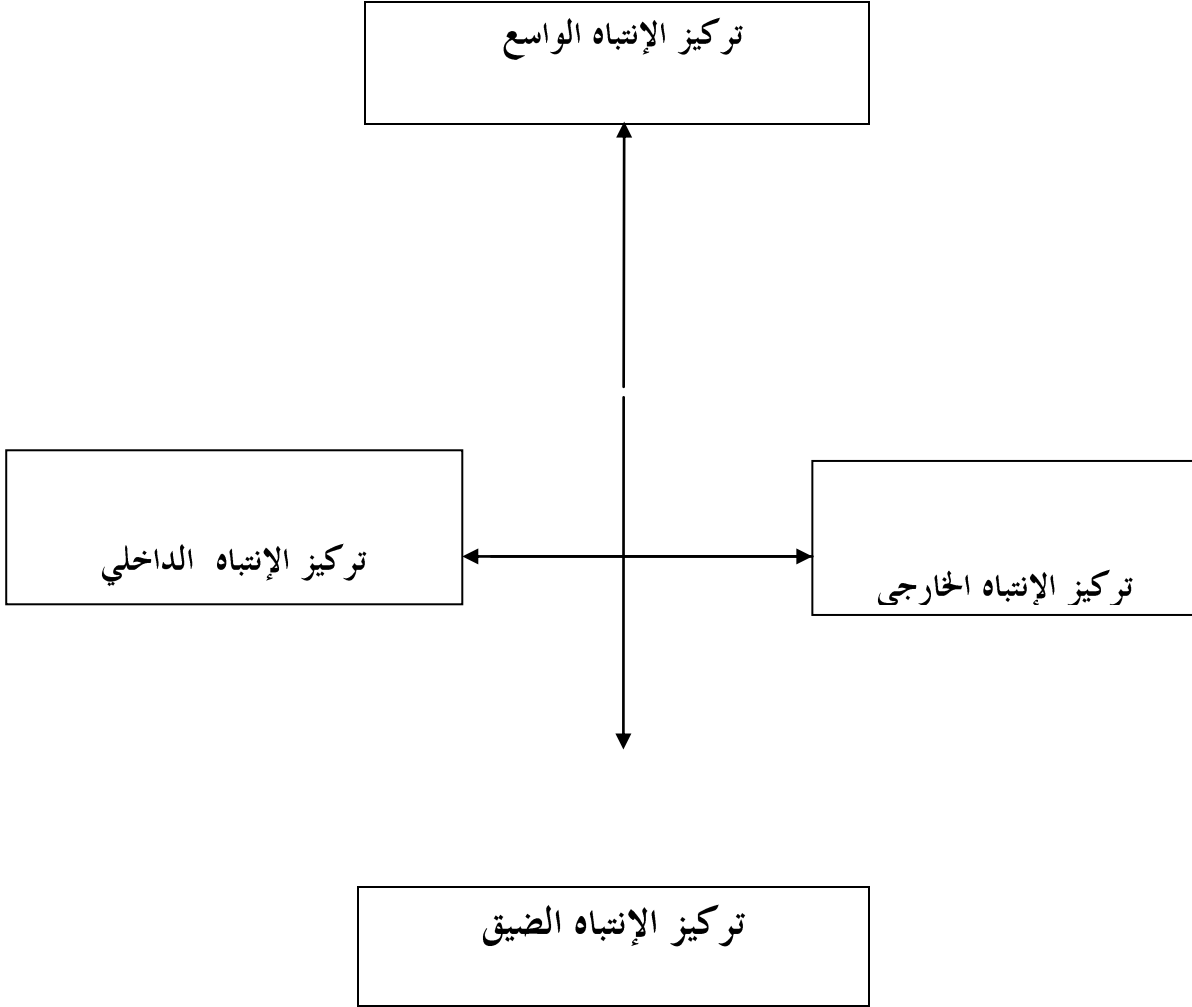 تركيز الإنتباه الواسع
تركيز الإنتباه الخارجي
تركيز الإنتباه الداخلي
تركيز الإنتباه الضيق